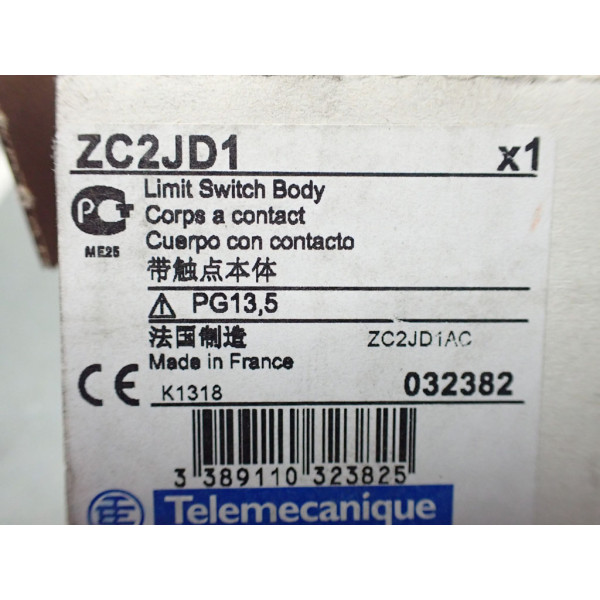 ZC2JD1 x1
Limit Switch Body
Corps a contact
Cuerpo con contacto
ME25
带触点本体
PG13,5
法国制造 ZC2JD1AC
Made in France
CE K1318 032382
3 389110 323825
Telemecanique